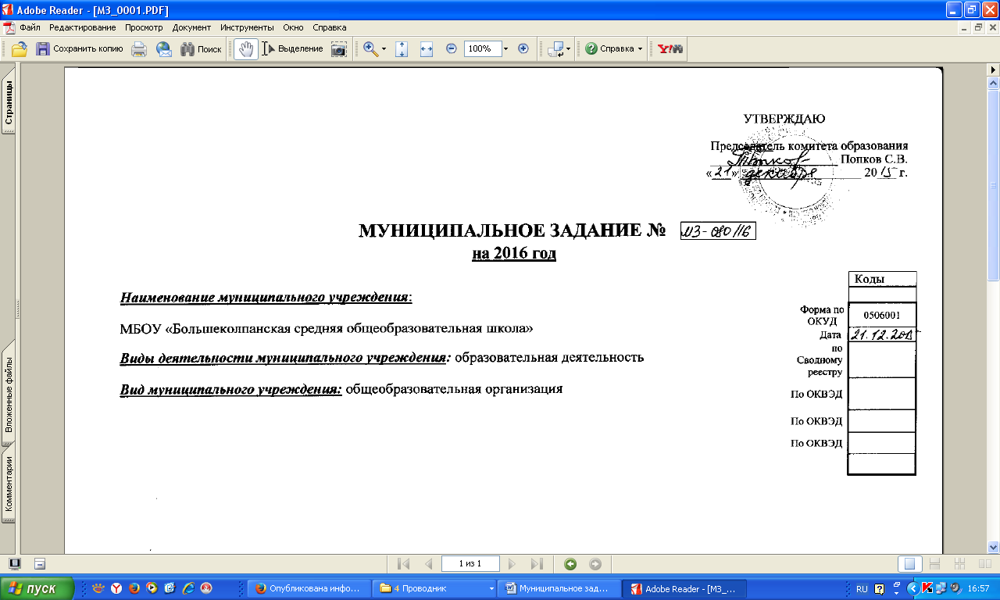 Adobe Reader - [МЗ_0001.PDF]
Файл Редактирование Просмотр Документ Инструменты Окно Справка
Сохранить копию Поиск Выделение 100% Справка Y!
Страницы
Вложенные файлы
Комментарии
УТВЕРЖДАЮ
Председатель комитета образования
Попков С.В.
«21» декабря 2015 г.
МУНИЦИПАЛЬНОЕ ЗАДАНИЕ № МЗ-080/16
на 2016 год
Наименование муниципального учреждения:
МБОУ «Большеколпанская средняя общеобразовательная школа»
Виды деятельности муниципального учреждения: образовательная деятельность
Вид муниципального учреждения: общеобразовательная организация
Коды
Форма по ОКУД 0506001
Дата 21.12.2015
по
Сводному
реестру
По ОКВЭД
По ОКВЭД
По ОКВЭД
1 из 1
пуск Опубликована инфо... 4 Проводник Муниципальное зад... Adobe Reader - [МЗ_... RU 16:57